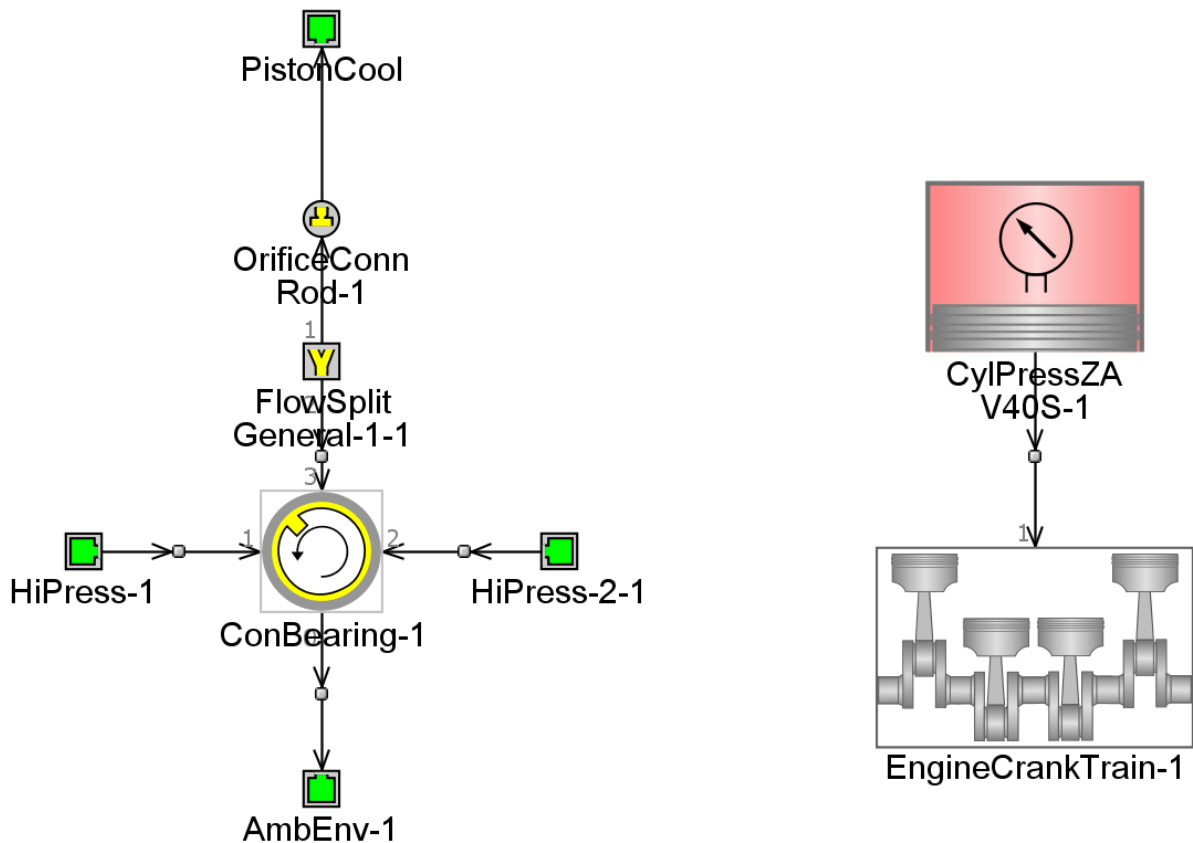 PistonCool
OrificeConn
Rod-1
1
FlowSplit
2
General-1-1
3
1
2
HiPress-1
HiPress-2-1
ConBearing-1
AmbEnv-1
CylPressZA
V40S-1
1
EngineCrankTrain-1